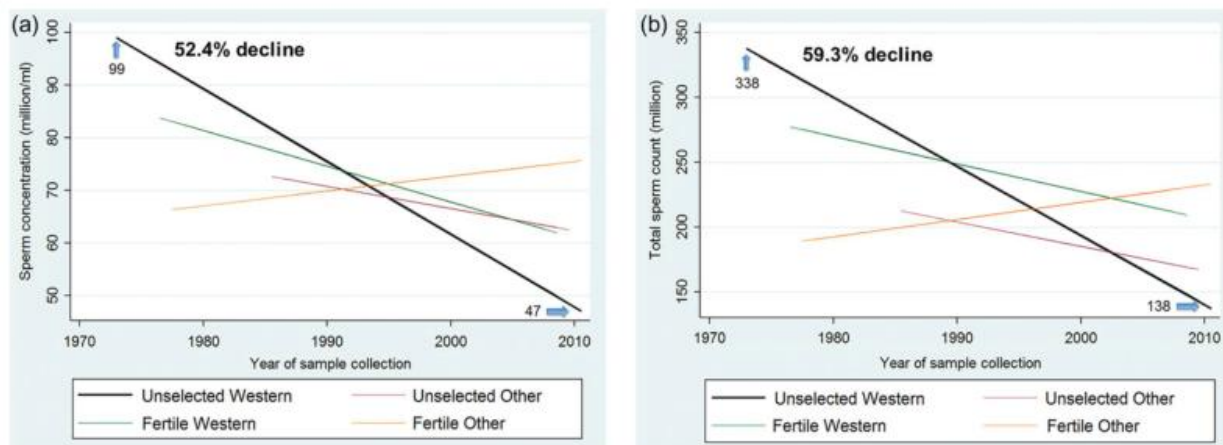 (a)
52.4% decline
99
47
100
90
80
70
60
50
Sperm concentration (million/ml)
1970 1980 1990 2000 2010
Year of sample collection
Unselected Western Unselected Other
Fertile Western Fertile Other
(b)
59.3% decline
338
138
350
300
250
200
150
Total sperm count (million)
1970 1980 1990 2000 2010
Year of sample collection
Unselected Western Unselected Other
Fertile Western Fertile Other